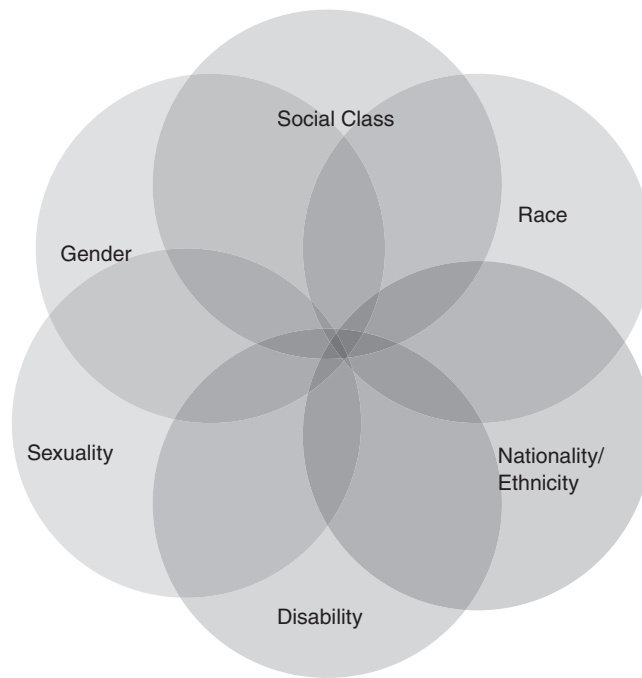 Social Class
Race
Gender
Sexuality
Nationality/
Ethnicity
Disability